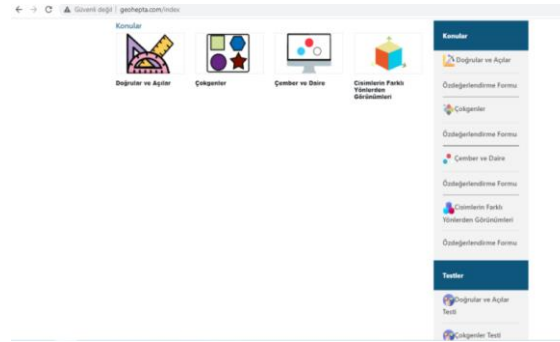 Güvenli değil | geohepta.com/index
Konular
Doğrular ve Açılar
Çokgenler
Çember ve Daire
Cisimlerin Farklı
Yönlerden
Görünümleri
Konular
Doğrular ve Açılar
Özdeğerlendirme Formu
Çokgenler
Özdeğerlendirme Formu
Çember ve Daire
Özdeğerlendirme Formu
Cisimlerin Farklı
Yönlerden Görünümleri
Özdeğerlendirme Formu
Testler
Doğrular ve Açılar
Testi
Çokgenler Testi